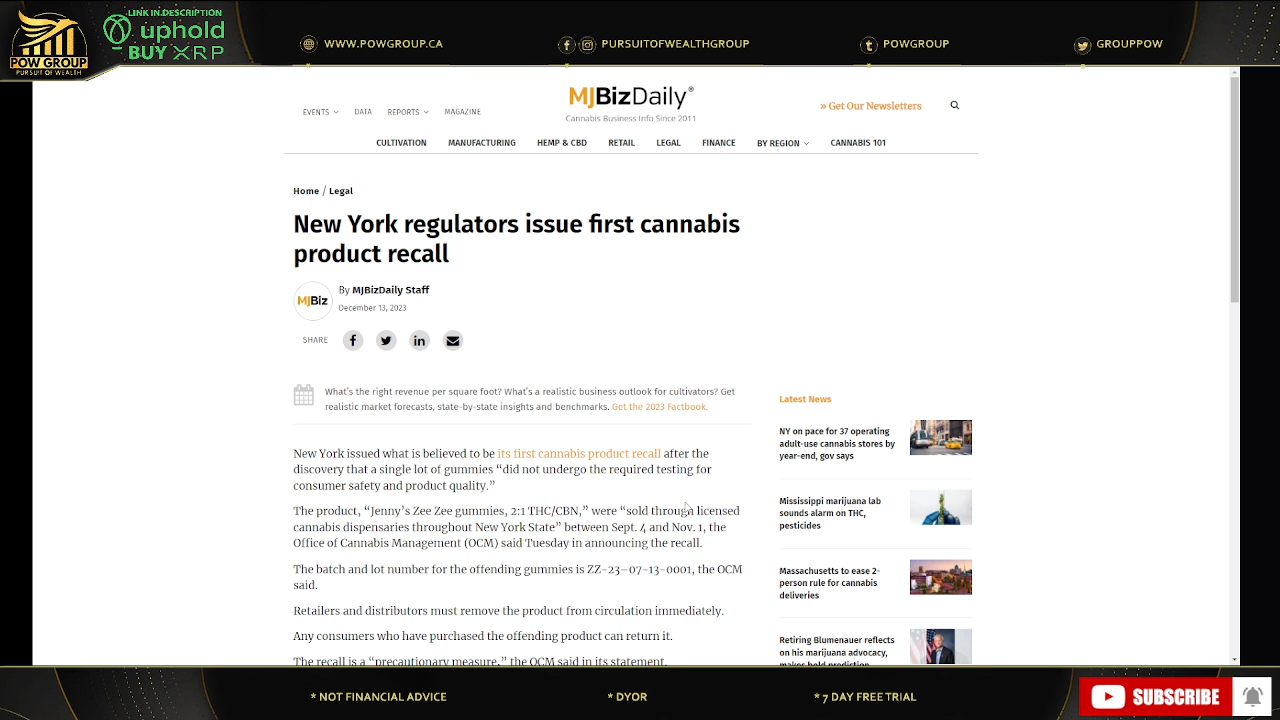 LINK IN DESCRIPTION
uphold
BUY XRP
POW GROUP
PURSUIT OF WEALTH
WWW.POWGROUP.CA
PURSUITOFWEALTHGROUP
POWGROUP
GROUPPOW
MJBizDaily®
Cannabis Business Info Since 2011
EVENTS
DATA
REPORTS
MAGAZINE
» Get Our Newsletters
CULTIVATION
MANUFACTURING
HEMP & CBD
RETAIL
LEGAL
FINANCE
BY REGION
CANNABIS 101
Home / Legal
New York regulators issue first cannabis
product recall
MJBiz
By MJBizDaily Staff
December 13, 2023
SHARE
What's the right revenue per square foot? What's a realistic business outlook for cultivators? Get
realistic market forecasts, state-by-state insights and benchmarks. Get the 2023 Factbook.
New York issued what is believed to be its first cannabis product recall after the
discovery that a single lot of gummies “did not undergo the required testing for
consumer safety and product quality.”
The product, “Jenny’s Zee Zee gummies, 2:1 THC/CBN,” were “sold through licensed
cannabis dispensaries throughout New York State” between Sept. 4 and Nov. 1, the
Office of Cannabis Management (OCM) said Tuesday in announcing the recall.
The batch and lot number for the offending gummies is ZZ-23-07-13-0001, the OCM
said.
Retailers and distributors must remove the product from circulation immediately.
Any consumers who have purchased the offending product can return it.
The recall is a “precautionary measure,” the OCM said in its statement.
Latest News
NY on pace for 37 operating
adult-use cannabis stores by
year-end, gov says
Mississippi marijuana lab
sounds alarm on THC,
pesticides
Massachusetts to ease 2-
person rule for cannabis
deliveries
Retiring Blumenauer reflects
on his marijuana advocacy,
makes bold prediction
* NOT FINANCIAL ADVICE
* DYOR
* 7 DAY FREE TRIAL
SUBSCRIBE